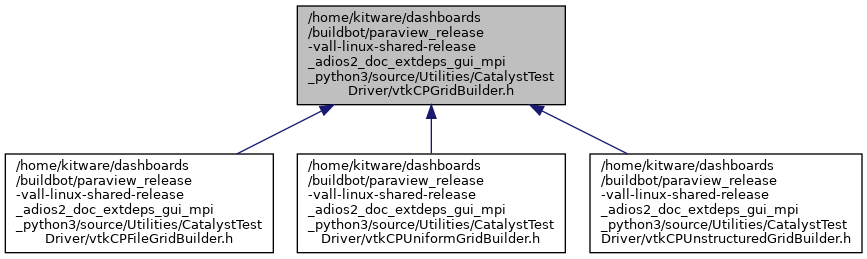 /home/kitware/dashboards
/buildbot/paraview_release
-vall-linux-shared-release
_adios2_doc_extdeps_gui_mpi
_python3/source/Utilities/CatalystTest
Driver/vtkCPGridBuilder.h
/home/kitware/dashboards
/buildbot/paraview_release
-vall-linux-shared-release
_adios2_doc_extdeps_gui_mpi
_python3/source/Utilities/CatalystTest
Driver/vtkCPFileGridBuilder.h
/home/kitware/dashboards
/buildbot/paraview_release
-vall-linux-shared-release
_adios2_doc_extdeps_gui_mpi
_python3/source/Utilities/CatalystTest
Driver/vtkCPUniformGridBuilder.h
/home/kitware/dashboards
/buildbot/paraview_release
-vall-linux-shared-release
_adios2_doc_extdeps_gui_mpi
_python3/source/Utilities/CatalystTest
Driver/vtkCPUnstructuredGridBuilder.h